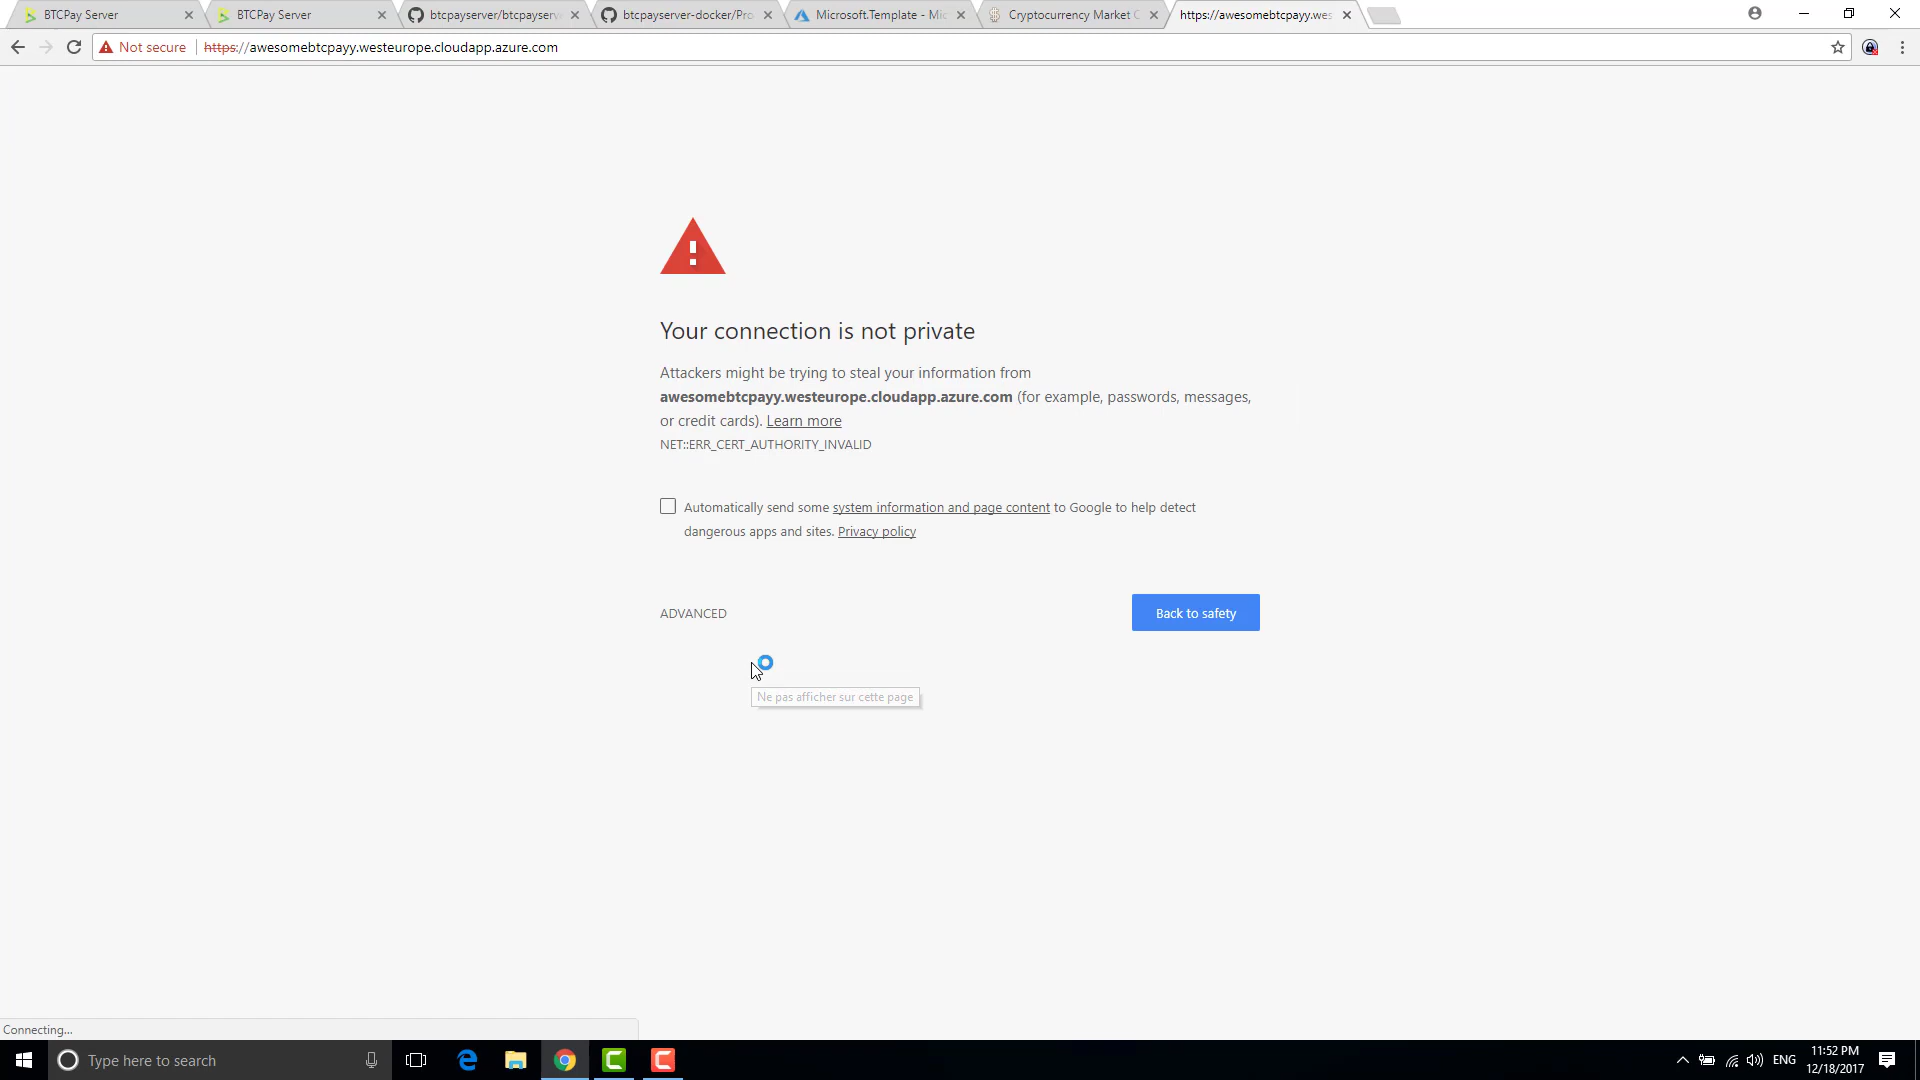 BTCPay Server
BTCPay Server
btcpayserver/btcpayserv
btcpayserver-docker/Pro
Microsoft.Template - Mic
Cryptocurrency Market C
https://awesomebtcpayy.wes
Not secure
https://awesomebtcpayy.westeurope.cloudapp.azure.com
Your connection is not private
Attackers might be trying to steal your information from
awesomebtcpayy.westeurope.cloudapp.azure.com (for example, passwords, messages,
or credit cards). Learn more
NET::ERR_CERT_AUTHORITY_INVALID
Automatically send some system information and page content to Google to help detect
dangerous apps and sites. Privacy policy
ADVANCED
Back to safety
Ne pas afficher sur cette page
Connecting...
Type here to search
ENG
11:52 PM
12/18/2017